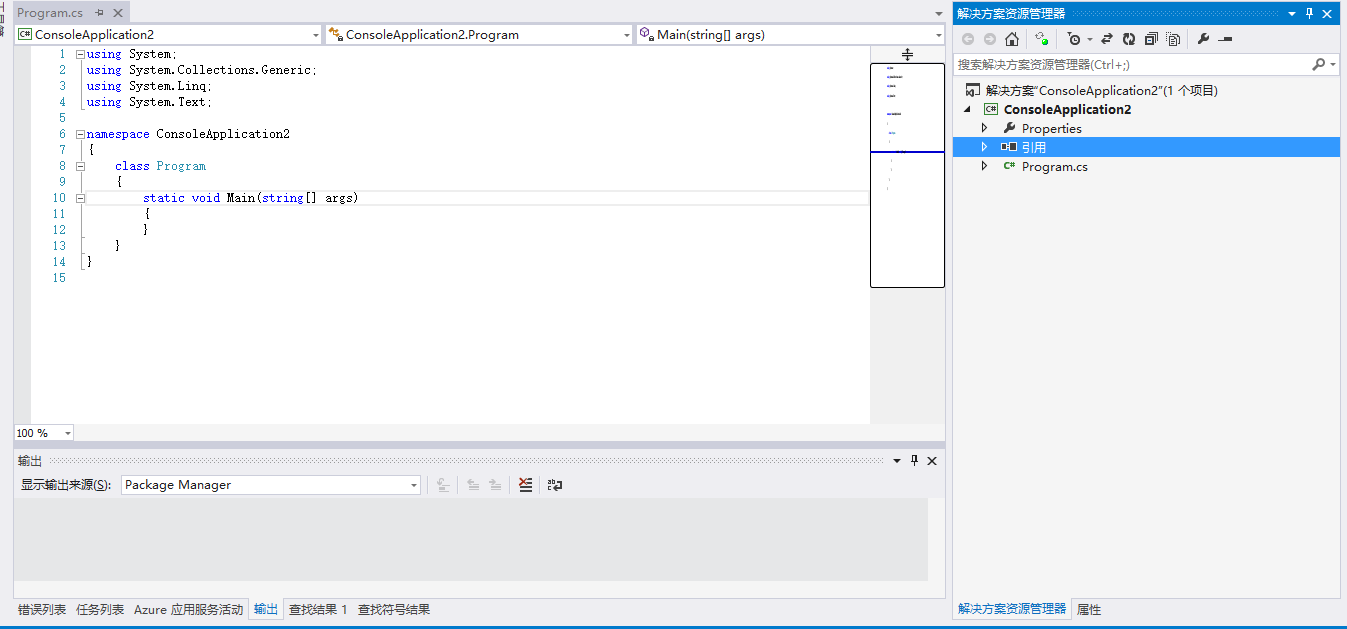 Program.cs
ConsoleApplication2
ConsoleApplication2.Program
Main(string[] args)
1 using System;
2 using System.Collections.Generic;
3 using System.Linq;
4 using System.Text;
5
6 namespace ConsoleApplication2
7 {
8 class Program
9 {
10 static void Main(string[] args)
11 {
12 }
13 }
14 }
15
100 %
输出
显示输出来源(S): Package Manager
错误列表 任务列表 Azure 应用服务活动 输出 查找结果 1 查找符号结果
解决方案资源管理器
搜索解决方案资源管理器(Ctrl+;)
解决方案"ConsoleApplication2"(1 个项目)
C# ConsoleApplication2
Properties
引用
C# Program.cs
解决方案资源管理器 属性